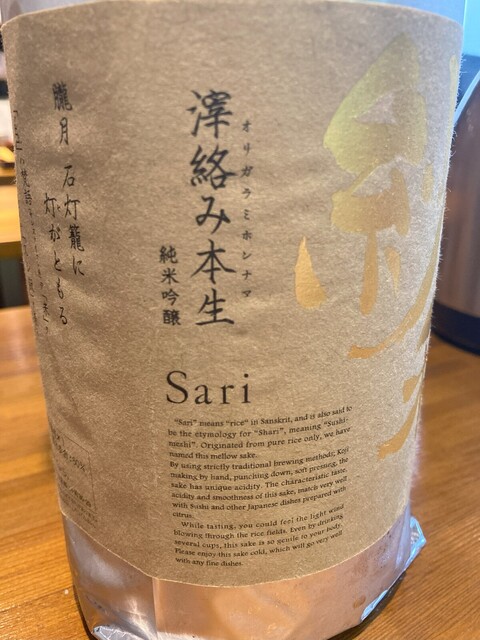 オリガラミホンナマ
澤絡み本生
純米吟醸
朧月 石灯籠に
灯がともる
Sari
"Sari" means "rice" in Sanskrit, and is also said to
be the etymology for "Shari", meaning "Sushi-
meshi". Originated from pure rice only, we have
named this mellow sake.
By using strictly traditional brewing methods; Koji
making by hand, punching down, soft pressing, the
sake has unique acidity. The characteristic taste,
acidity and smoothness of this sake, match very well
with Sushi and other Japanese dishes prepared with
citrus.
While tasting, you could feel the light wind
blowing through the rice fields. Even by drinking
several cups, this sake is so gentle to your body.
Please enjoy this sake cold, which will go very well
with any fine dishes.